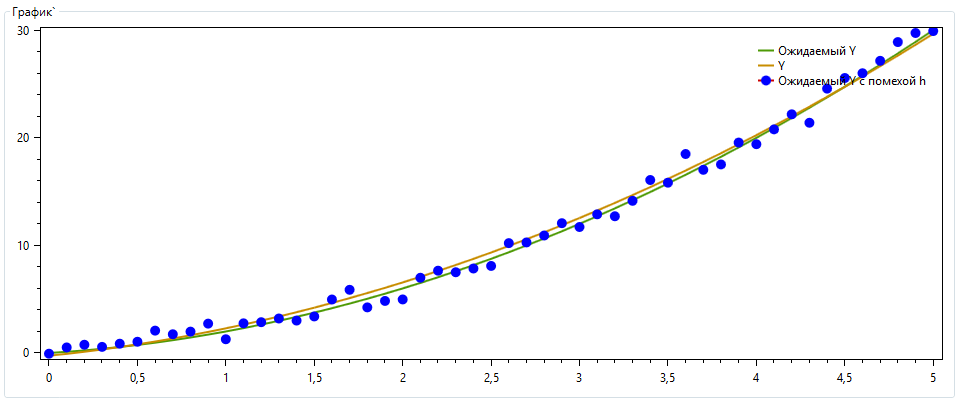 График`
30
20
10
0
Ожидаемый Y
Y
Ожидаемый Y с помехой h
0 0,5 1 1,5 2 2,5 3 3,5 4 4,5 5